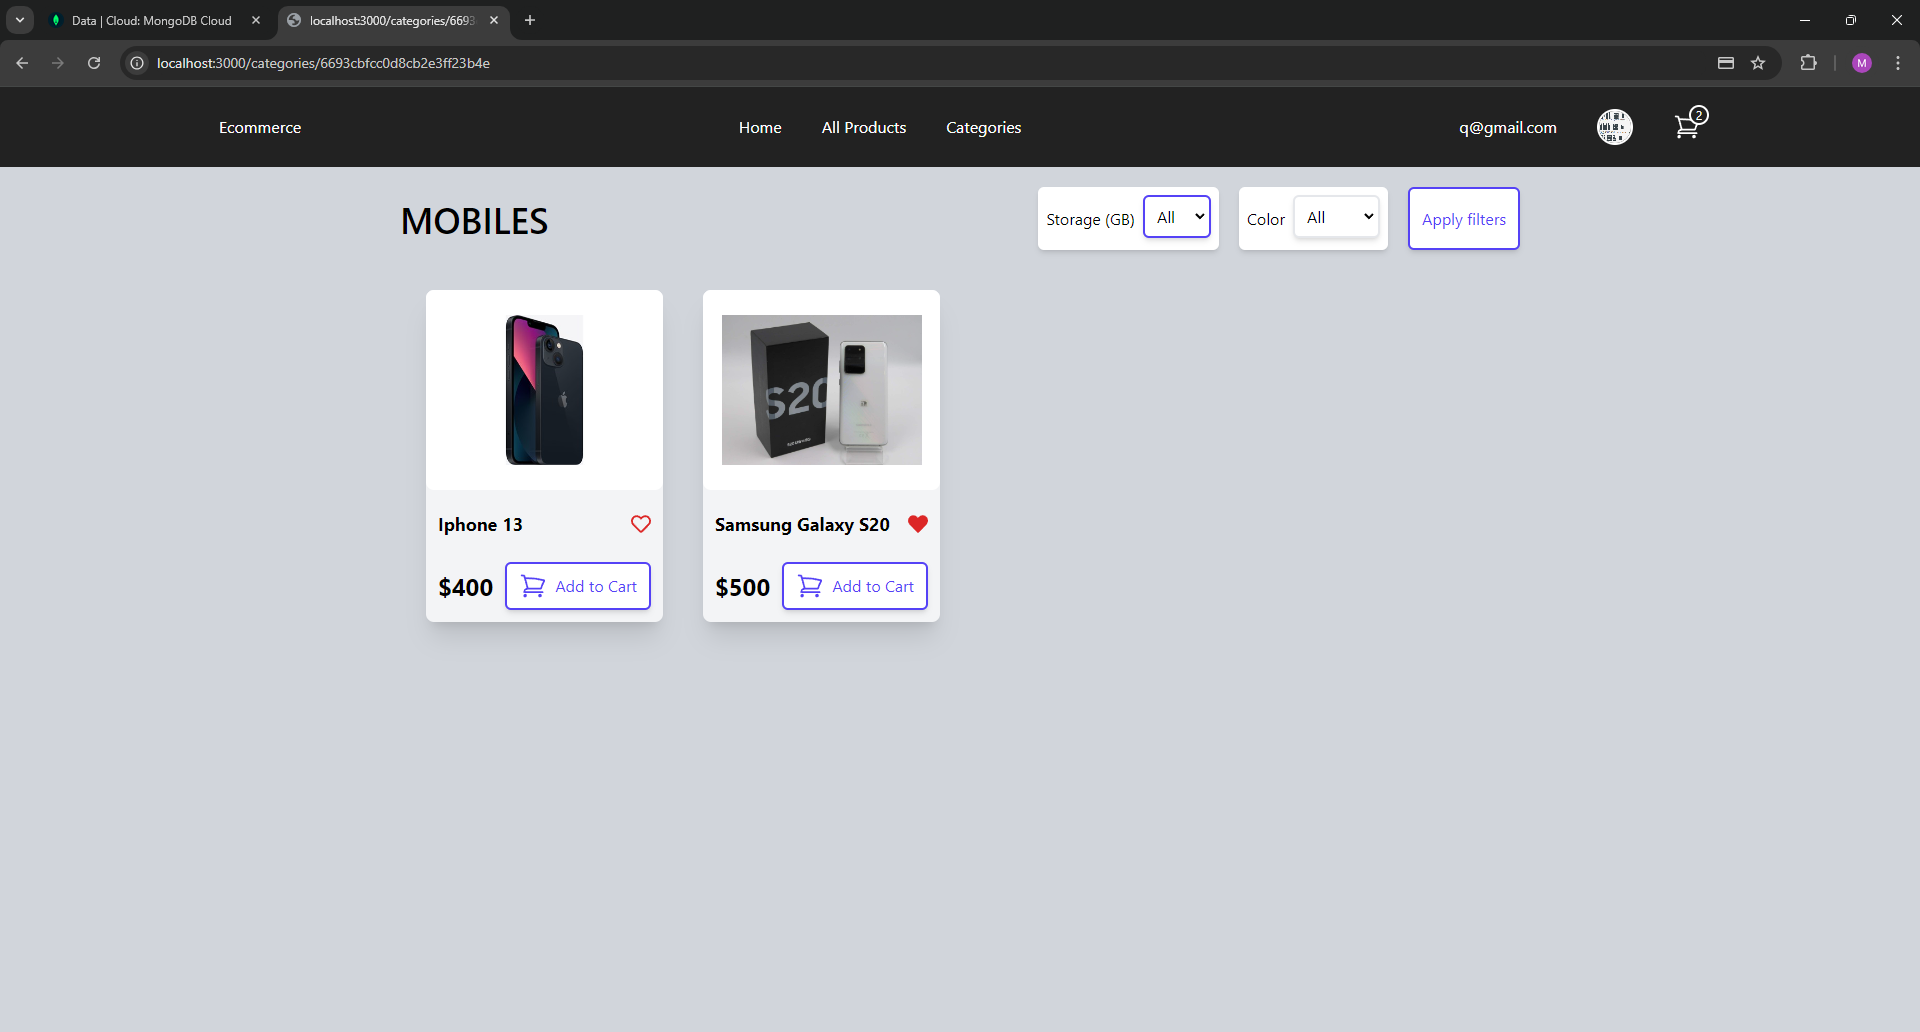 Data | Cloud: MongoDB Cloud
localhost:3000/categories/6693
localhost:3000/categories/6693cbfcc0d8cb2e3ff23b4e
M
Ecommerce
Home
All Products
Categories
q@gmail.com
2
MOBILES
Storage (GB)
All
Color
All
Apply filters
S20
Iphone 13
Samsung Galaxy S20
$400
Add to Cart
$500
Add to Cart